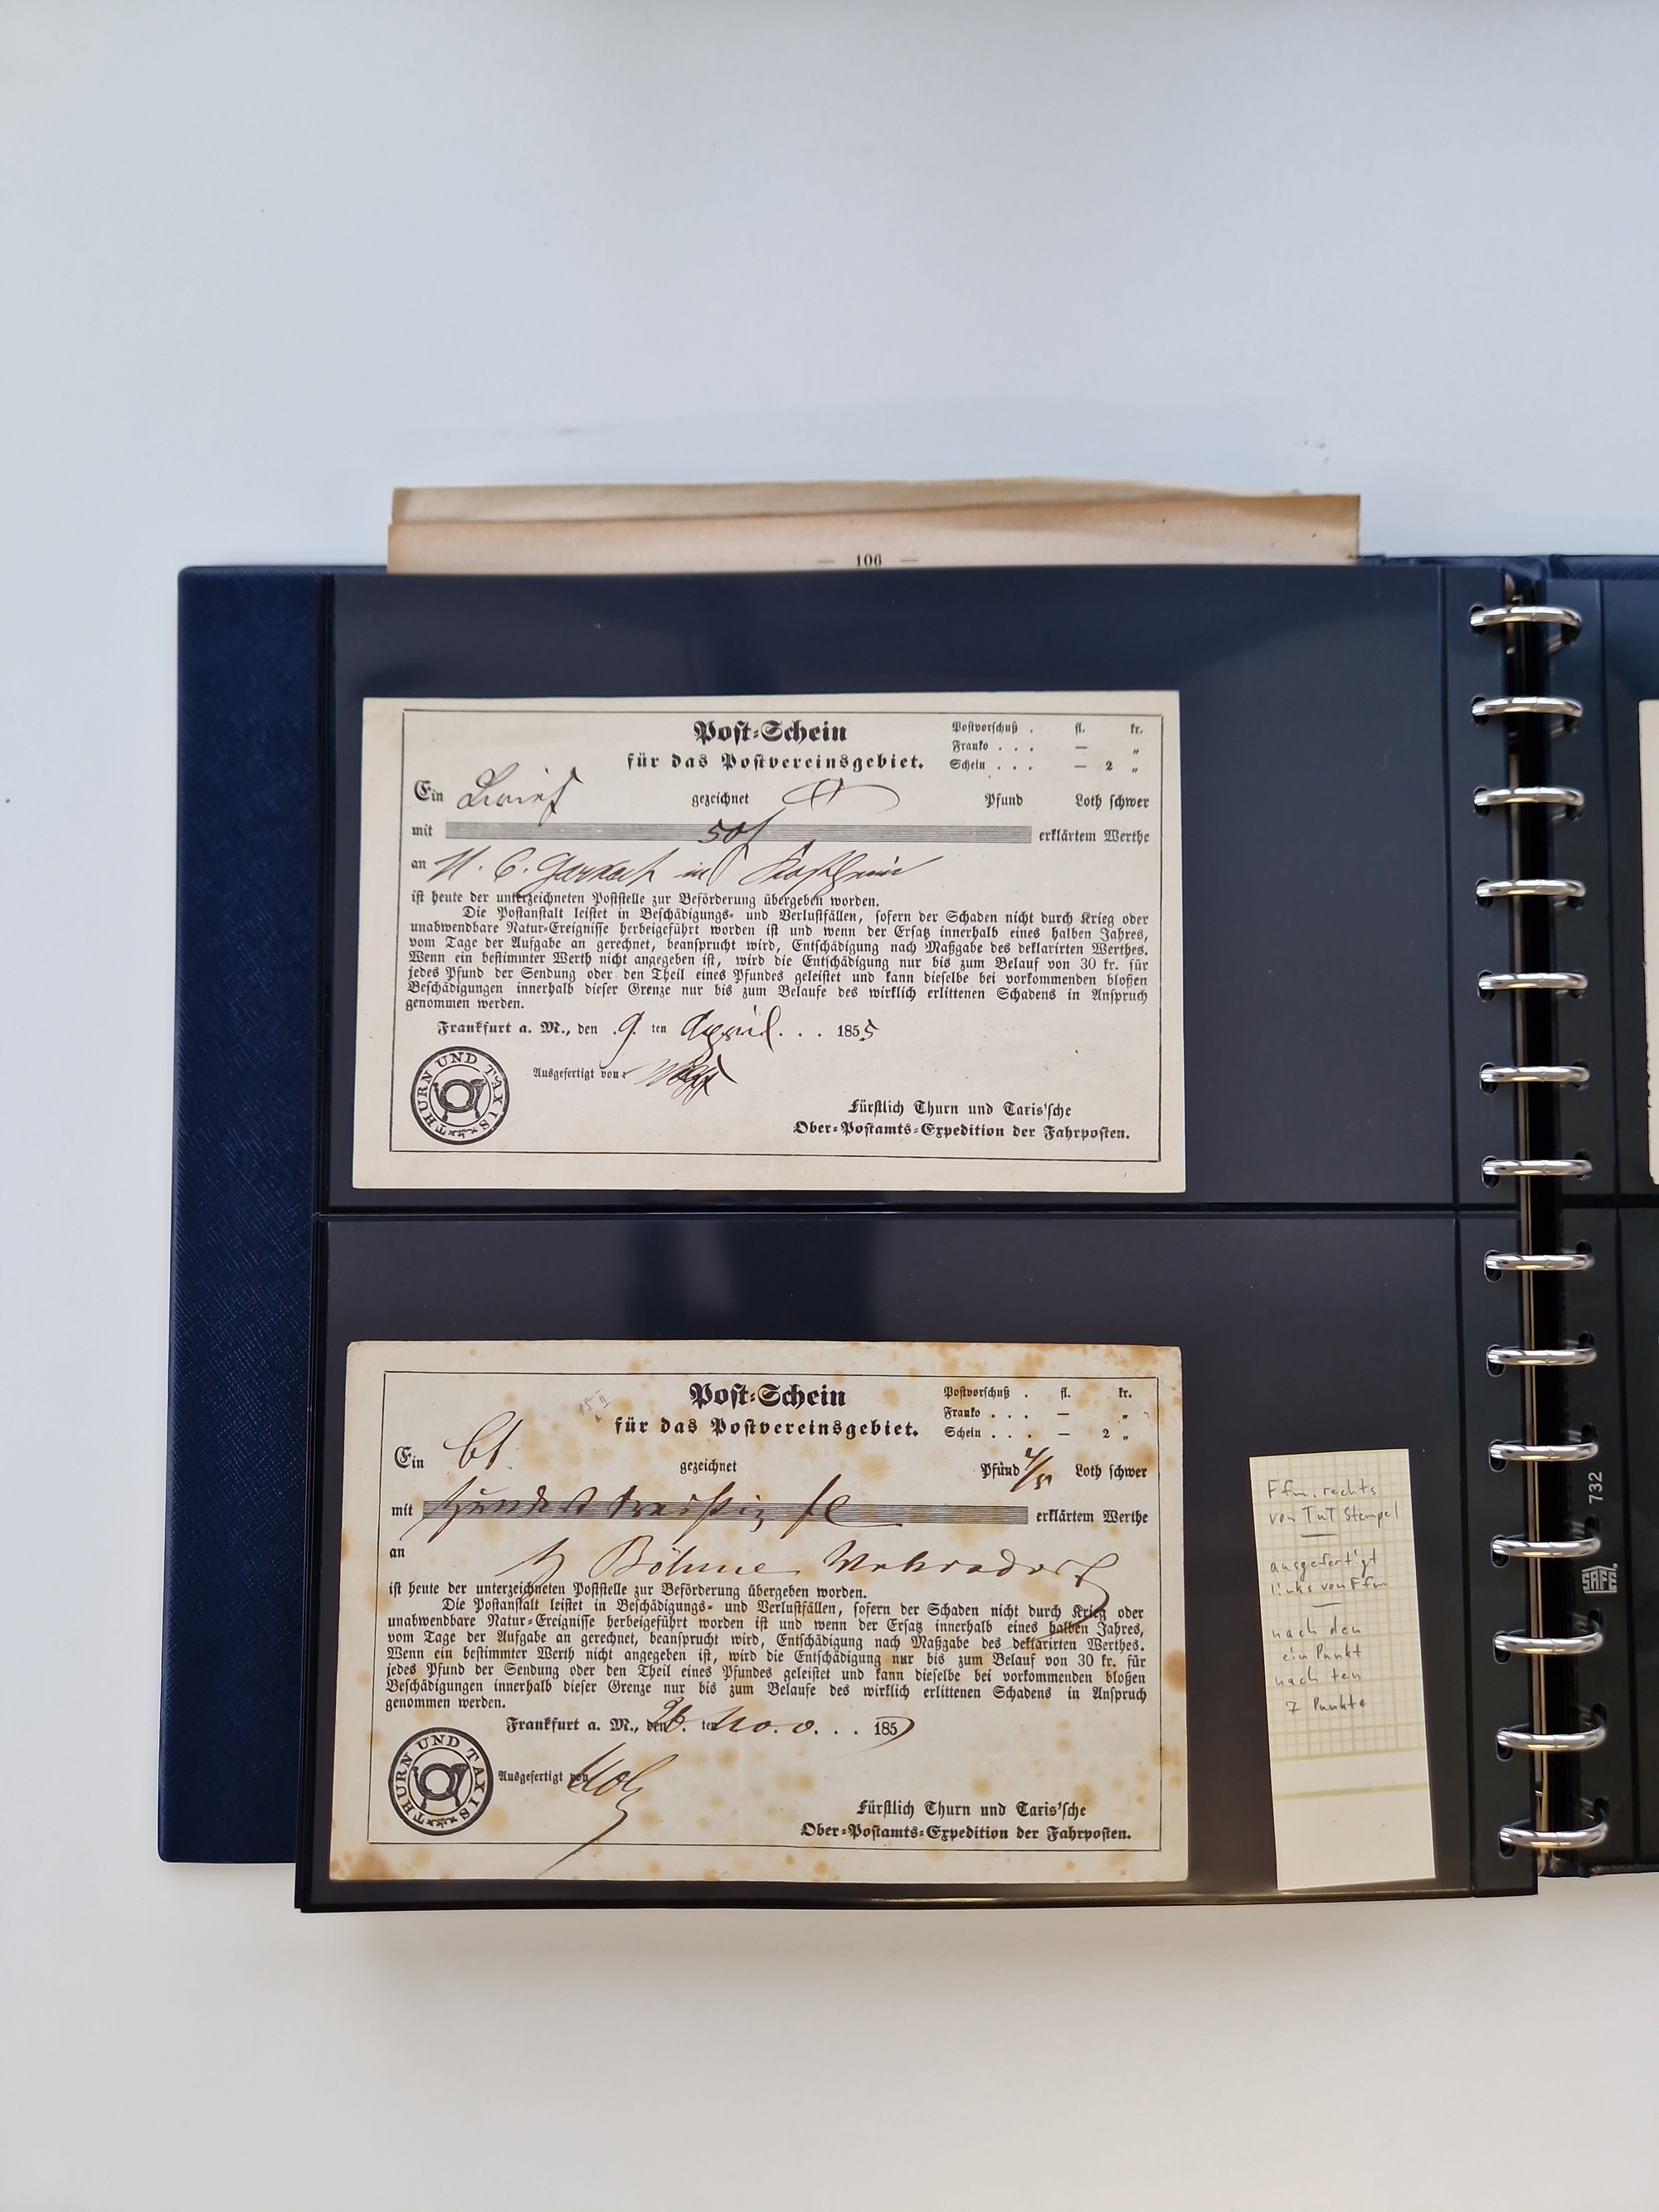 — 106 —
Post-Schein
für das Postvereinsgebiet.
Postvorschuß . fl. kr.
Franko . . . — „
Schein . . . — 2 „
Ein gezeichnet Pfund Loth schwer
mit 50f erklärtem Werthe
an in
ist heute der unterzeichneten Poststelle zur Beförderung übergeben worden.
Die Postanstalt leistet in Beschädigungs- und Verlustfällen, sofern der Schaden nicht durch Krieg oder
unabwendbare Natur-Ereignisse herbeigeführt worden ist und wenn der Ersatz innerhalb eines halben Jahres,
vom Tage der Aufgabe an gerechnet, beansprucht wird, Entschädigung nach Maßgabe des deklarirten Werthes.
Wenn ein bestimmter Werth nicht angegeben ist, wird die Entschädigung nur bis zum Belauf von 30 kr. für
jedes Pfund der Sendung oder den Theil eines Pfundes geleistet und kann dieselbe bei vorkommenden bloßen
Beschädigungen innerhalb dieser Grenze nur bis zum Belaufe des wirklich erlittenen Schadens in Anspruch
genommen werden.
Frankfurt a. M., den . 9. ten April . . . 1855
THURN UND TAXIS
Ausgefertigt von:
Fürstlich Thurn und Taxis'sche
Ober-Postamts-Expedition der Fahrposten.
Post-Schein
für das Postvereinsgebiet.
Postvorschuß . fl. kr.
Franko . . . — „
Schein . . . — 2 „
Ein gezeichnet Pfund Loth schwer
mit Hundert dreißig fl erklärtem Werthe
an Böhme
ist heute der unterzeichneten Poststelle zur Beförderung übergeben worden.
Die Postanstalt leistet in Beschädigungs- und Verlustfällen, sofern der Schaden nicht durch Krieg oder
unabwendbare Natur-Ereignisse herbeigeführt worden ist und wenn der Ersatz innerhalb eines halben Jahres,
vom Tage der Aufgabe an gerechnet, beansprucht wird, Entschädigung nach Maßgabe des deklarirten Werthes.
Wenn ein bestimmter Werth nicht angegeben ist, wird die Entschädigung nur bis zum Belauf von 30 kr. für
jedes Pfund der Sendung oder den Theil eines Pfundes geleistet und kann dieselbe bei vorkommenden bloßen
Beschädigungen innerhalb dieser Grenze nur bis zum Belaufe des wirklich erlittenen Schadens in Anspruch
genommen werden.
Frankfurt a. M., den ten Nov. . . 185
THURN UND TAXIS
Ausgefertigt von
Fürstlich Thurn und Taxis'sche
Ober-Postamts-Expedition der Fahrposten.
Ffm. rechts
von TuT Stempel
ausgefertigt
links von Ffm
nach den
ein Punkt
nach ten
7 Punkte
732
SAFE